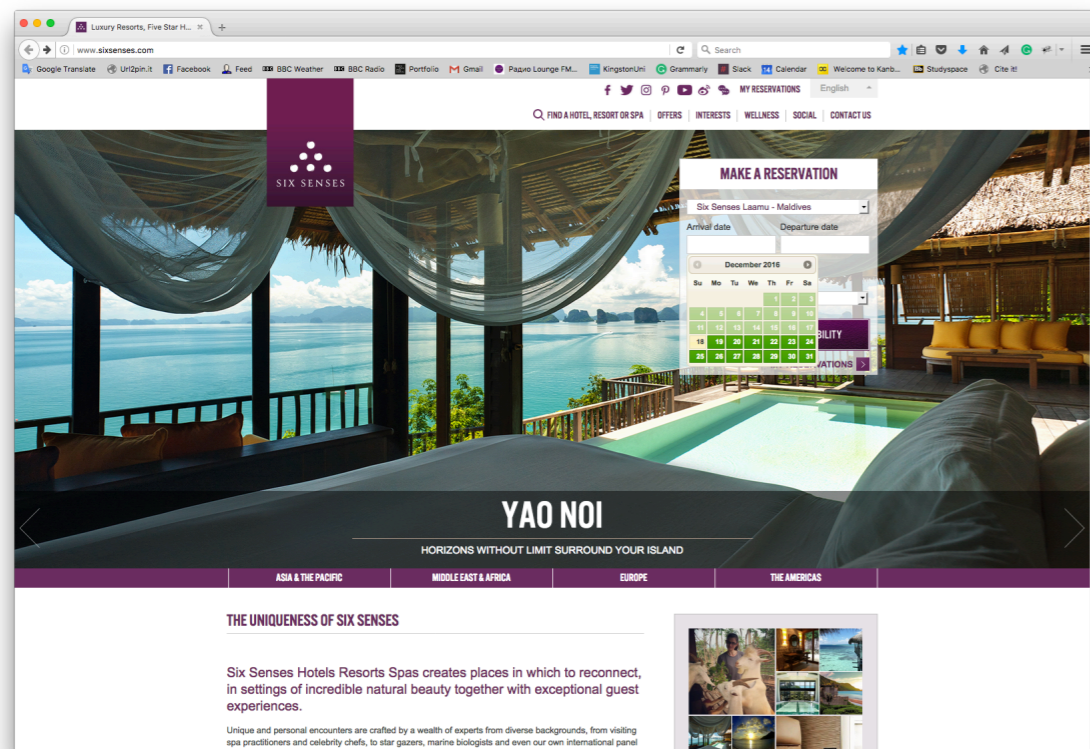 Luxury Resorts, Five Star H...
www.sixsenses.com
Search
Google Translate Url2pin.it Facebook Feed BBC Weather BBC Radio Portfolio Gmail Радио Lounge FM... KingstonUni Grammarly Slack 14 Calendar Welcome to Kanb... Studyspace Cite it!
MY RESERVATIONS English
FIND A HOTEL, RESORT OR SPA OFFERS INTERESTS WELLNESS SOCIAL CONTACT US
SIX SENSES
MAKE A RESERVATION
Six Senses Laamu - Maldives
Arrival date Departure date
December 2016
Su Mo Tu We Th Fr Sa
1 2 3
4 5 6 7 8 9 10
11 12 13 14 15 16 17
18 19 20 21 22 23 24
25 26 27 28 29 30 31
BILITY
VATIONS
YAO NOI
HORIZONS WITHOUT LIMIT SURROUND YOUR ISLAND
ASIA & THE PACIFIC MIDDLE EAST & AFRICA EUROPE THE AMERICAS
THE UNIQUENESS OF SIX SENSES
Six Senses Hotels Resorts Spas creates places in which to reconnect,
in settings of incredible natural beauty together with exceptional guest
experiences.
Unique and personal encounters are crafted by a wealth of experts from diverse backgrounds, from visiting
spa practitioners and celebrity chefs, to star gazers, marine biologists and even our own international panel